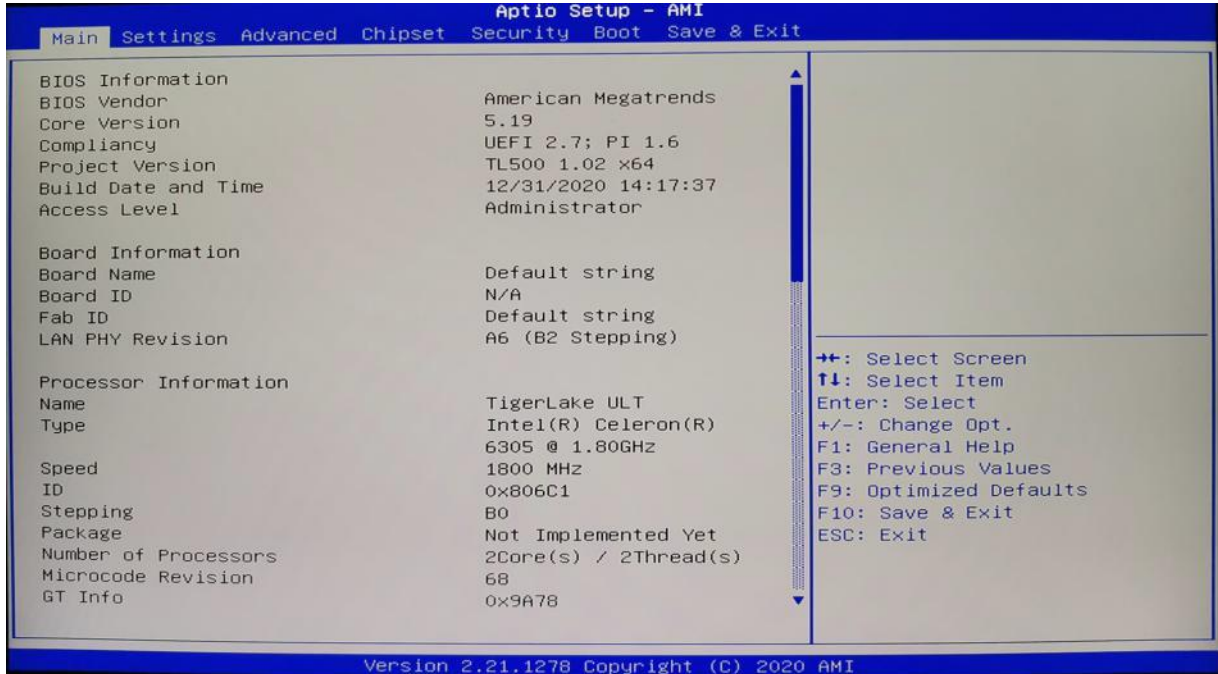 Aptio Setup - AMI
Main Settings Advanced Chipset Security Boot Save & Exit
BIOS Information
BIOS Vendor American Megatrends
Core Version 5.19
Compliancy UEFI 2.7; PI 1.6
Project Version TL500 1.02 x64
Build Date and Time 12/31/2020 14:17:37
Access Level Administrator
Board Information
Board Name Default string
Board ID N/A
Fab ID Default string
LAN PHY Revision A6 (B2 Stepping)
Processor Information
Name TigerLake ULT
Type Intel(R) Celeron(R)
6305 @ 1.80GHz
Speed 1800 MHz
ID 0x806C1
Stepping B0
Package Not Implemented Yet
Number of Processors 2Core(s) / 2Thread(s)
Microcode Revision 68
GT Info 0x9A78
→←: Select Screen
↑↓: Select Item
Enter: Select
+/-: Change Opt.
F1: General Help
F3: Previous Values
F9: Optimized Defaults
F10: Save & Exit
ESC: Exit
Version 2.21.1278 Copyright (C) 2020 AMI